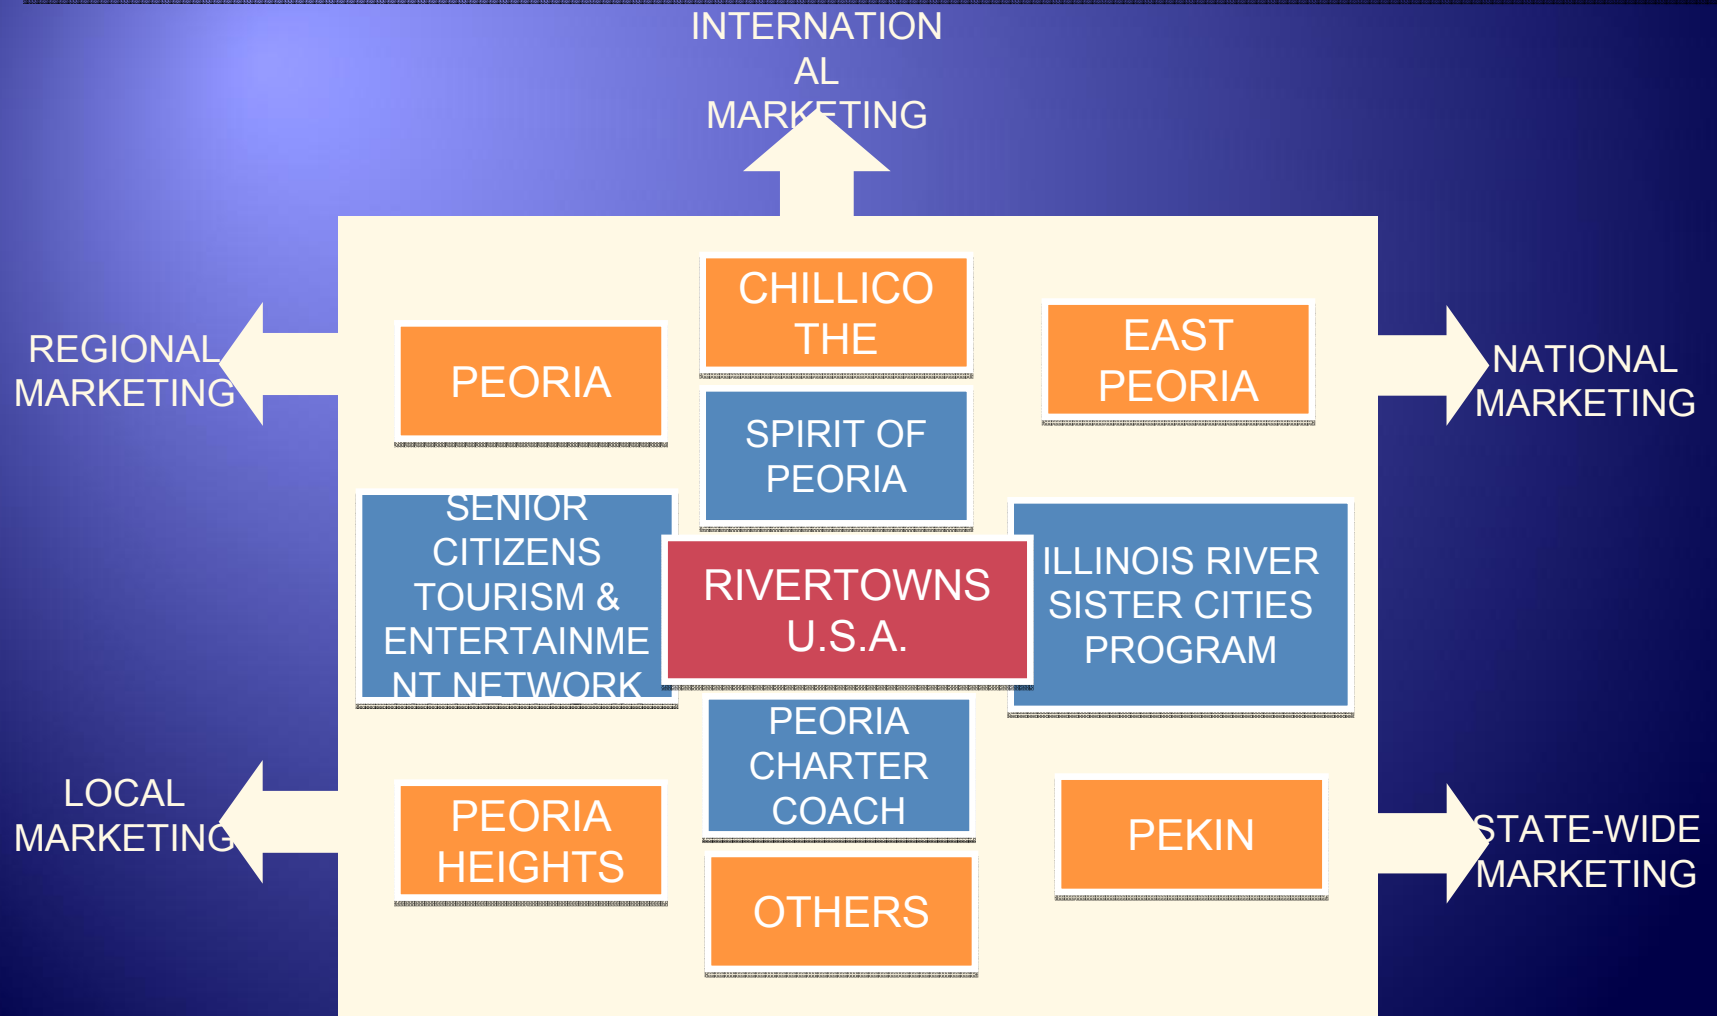 INTERNATION
AL
MARKETING
REGIONAL
MARKETING
NATIONAL
MARKETING
CHILLICO
THE
PEORIA
EAST
PEORIA
SPIRIT OF
PEORIA
SENIOR
CITIZENS
TOURISM &
ENTERTAINME
NT NETWORK
RIVERTOWNS
U.S.A.
ILLINOIS RIVER
SISTER CITIES
PROGRAM
PEORIA
CHARTER
COACH
LOCAL
MARKETING
PEORIA
HEIGHTS
PEKIN
STATE-WIDE
MARKETING
OTHERS